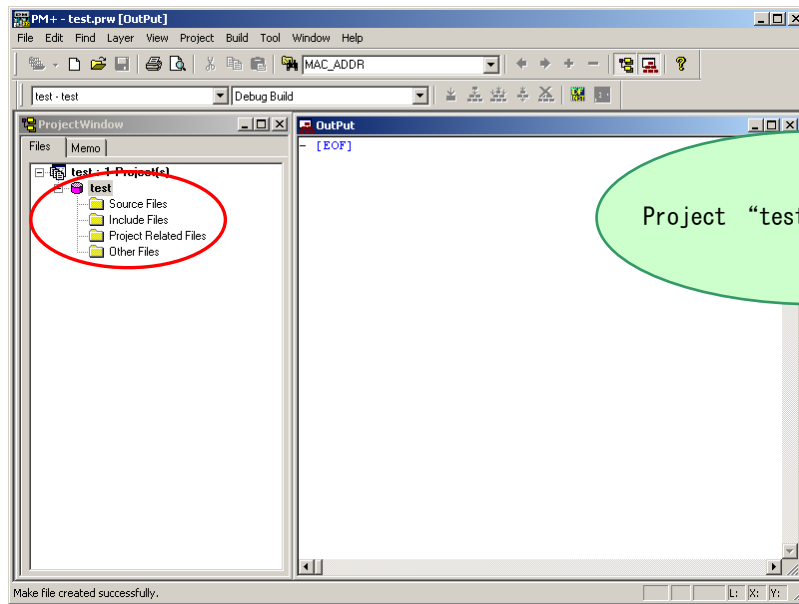 PM+ - test.prw [OutPut]
File Edit Find Layer View Project Build Tool Window Help
MAC_ADDR
test - test
Debug Build
ProjectWindow
OutPut
Files Memo
[EOF]
test : 1 Project(s)
test
Source Files
Include Files
Project Related Files
Other Files
Project “test
Make file created successfully.
L: X: Y: